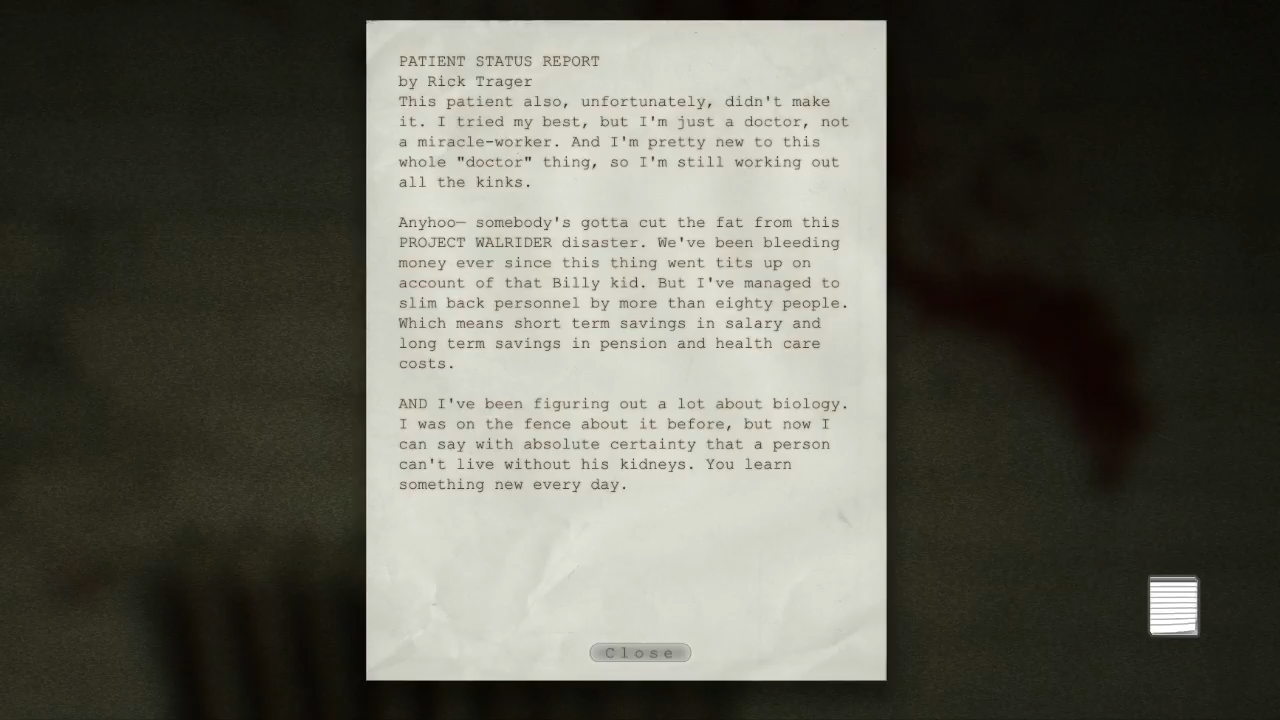 PATIENT STATUS REPORT
by Rick Trager
This patient also, unfortunately, didn't make
it. I tried my best, but I'm just a doctor, not
a miracle-worker. And I'm pretty new to this
whole "doctor" thing, so I'm still working out
all the kinks.
Anyhoo— somebody's gotta cut the fat from this
PROJECT WALRIDER disaster. We've been bleeding
money ever since this thing went tits up on
account of that Billy kid. But I've managed to
slim back personnel by more than eighty people.
Which means short term savings in salary and
long term savings in pension and health care
costs.
AND I've been figuring out a lot about biology.
I was on the fence about it before, but now I
can say with absolute certainty that a person
can't live without his kidneys. You learn
something new every day.
Close